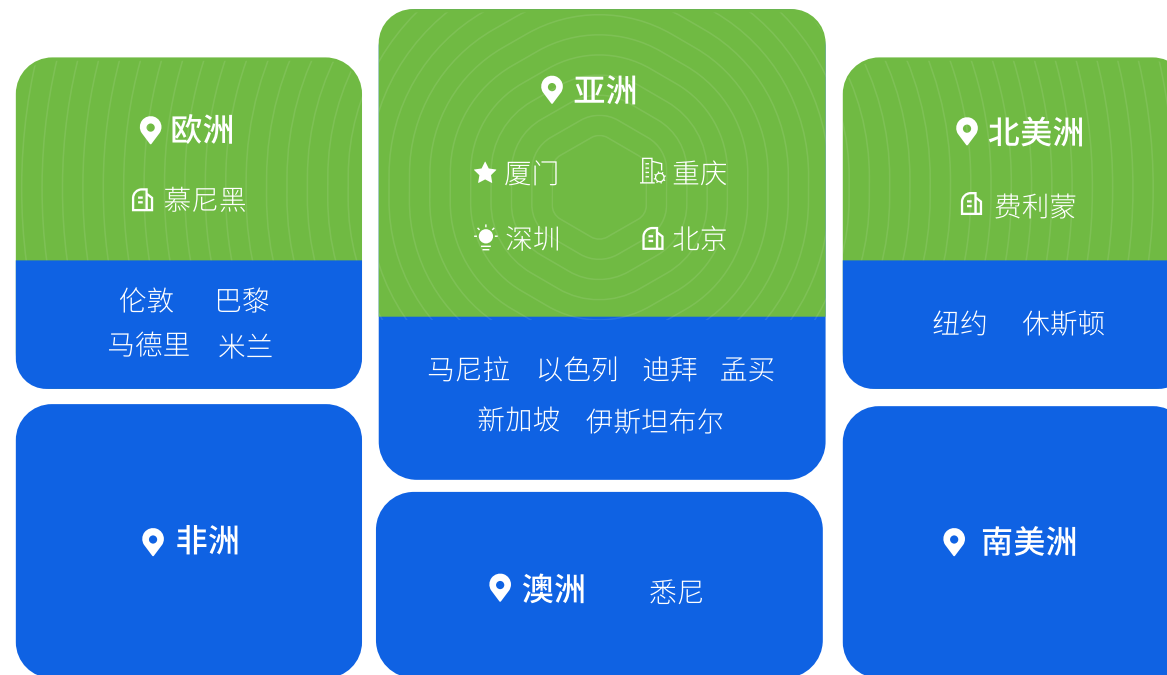 欧洲
慕尼黑
伦敦 巴黎
马德里 米兰
亚洲
厦门 重庆
深圳 北京
马尼拉 以色列 迪拜 孟买
新加坡 伊斯坦布尔
北美洲
费利蒙
纽约 休斯顿
非洲
澳洲 悉尼
南美洲